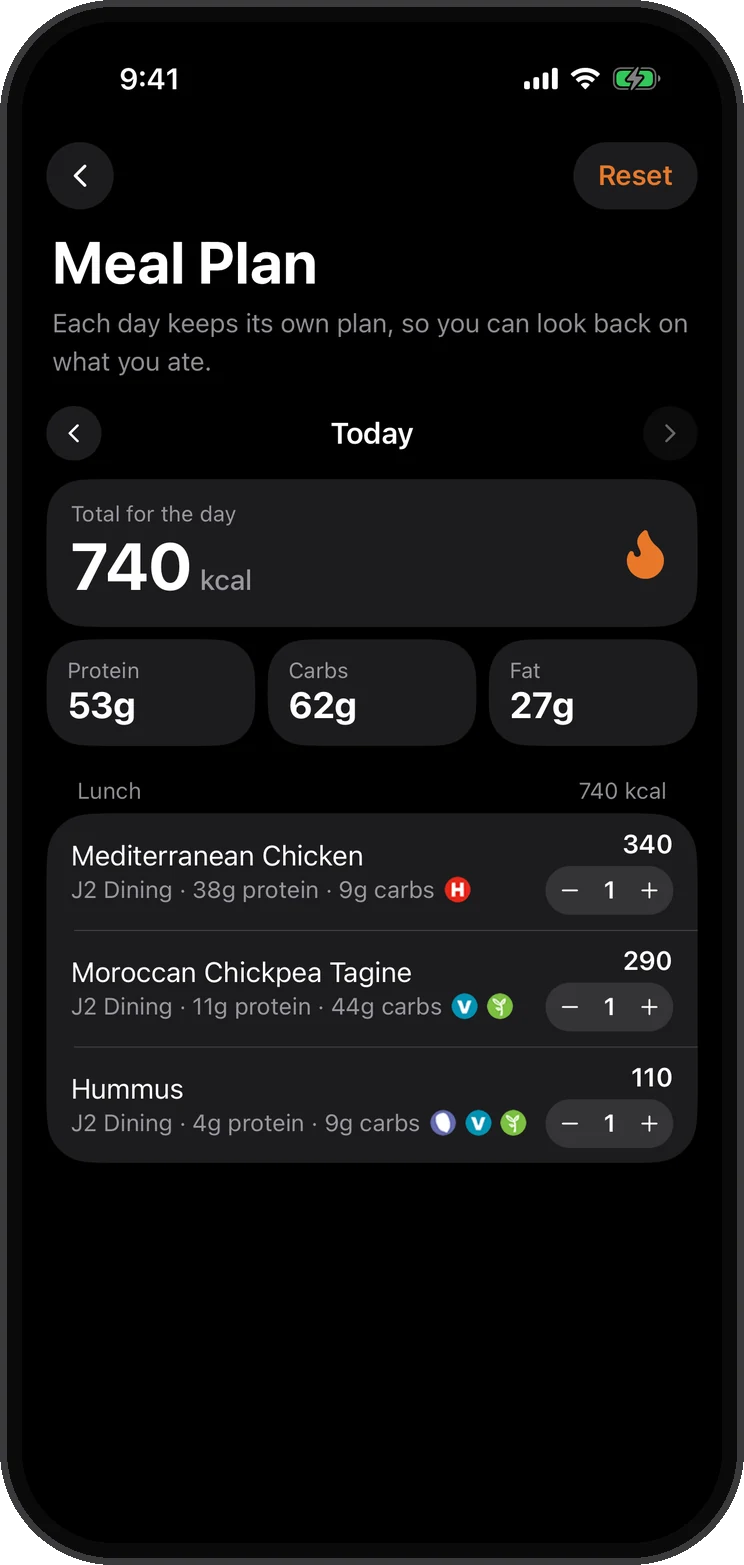 9:41
Reset
Meal Plan
Each day keeps its own plan, so you can look back on
what you ate.
Today
Total for the day
740 kcal
Protein
53g
Carbs
62g
Fat
27g
Lunch
740 kcal
Mediterranean Chicken
340
J2 Dining · 38g protein · 9g carbs H
− 1 +
Moroccan Chickpea Tagine
290
J2 Dining · 11g protein · 44g carbs V
− 1 +
Hummus
110
J2 Dining · 4g protein · 9g carbs V
− 1 +